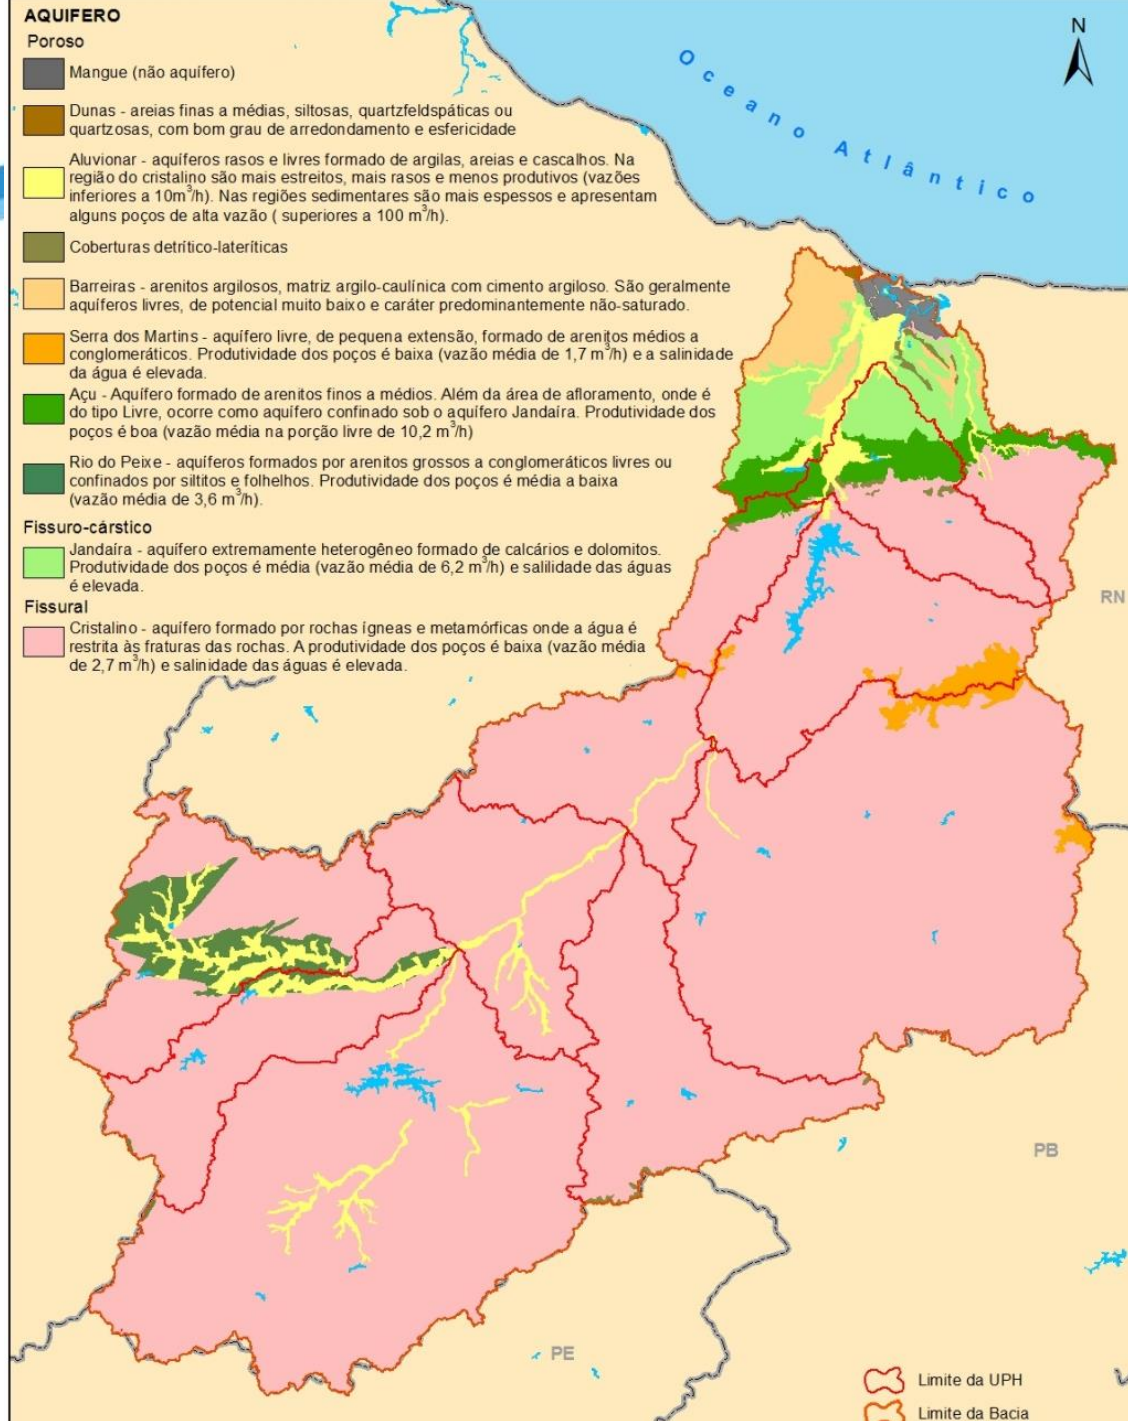 AQUIFERO
Poroso
Mangue (não aquífero)
Dunas - areias finas a médias, siltosas, quartzfeldspáticas ou
quartzosas, com bom grau de arredondamento e esfericidade
Aluvionar - aquíferos rasos e livres formado de argilas, areias e cascalhos. Na
região do cristalino são mais estreitos, mais rasos e menos produtivos (vazões
inferiores a 10m³/h). Nas regiões sedimentares são mais espessos e apresentam
alguns poços de alta vazão ( superiores a 100 m³/h).
Coberturas detrítico-lateríticas
Barreiras - arenitos argilosos, matriz argilo-caulínica com cimento argiloso. São geralmente
aquíferos livres, de potencial muito baixo e caráter predominantemente não-saturado.
Serra dos Martins - aquífero livre, de pequena extensão, formado de arenitos médios a
conglomeráticos. Produtividade dos poços é baixa (vazão média de 1,7 m³/h) e a salinidade
da água é elevada.
Açu - Aquífero formado de arenitos finos a médios. Além da área de afloramento, onde é
do tipo Livre, ocorre como aquífero confinado sob o aquífero Jandaíra. Produtividade dos
poços é boa (vazão média na porção livre de 10,2 m³/h)
Rio do Peixe - aquíferos formados por arenitos grossos a conglomeráticos livres ou
confinados por siltitos e folhelhos. Produtividade dos poços é média a baixa
(vazão média de 3,6 m³/h).
Fissuro-cárstico
Jandaíra - aquífero extremamente heterogêneo formado de calcários e dolomitos.
Produtividade dos poços é média (vazão média de 6,2 m³/h) e salilidade das águas
é elevada.
Fissural
Cristalino - aquífero formado por rochas ígneas e metamórficas onde a água é
restrita às fraturas das rochas. A produtividade dos poços é baixa (vazão média
de 2,7 m³/h) e salinidade das águas é elevada.
Oceano Atlântico
N
RN
PB
PE
Limite da UPH
Limite da Bacia